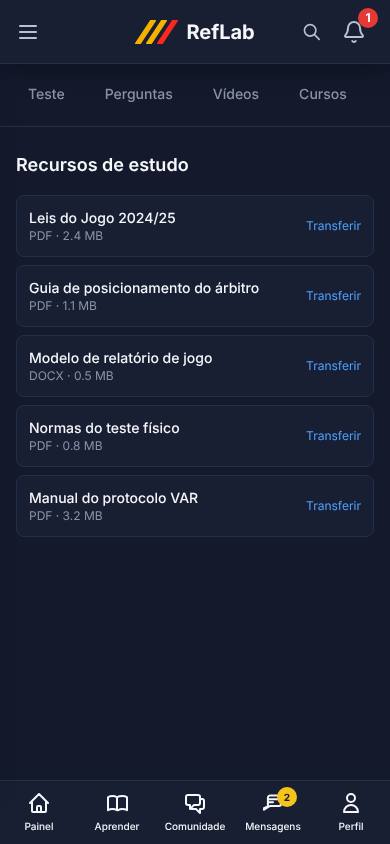 RefLab
1
Teste
Perguntas
Vídeos
Cursos
Recursos de estudo
Leis do Jogo 2024/25
PDF · 2.4 MB
Transferir
Guia de posicionamento do árbitro
PDF · 1.1 MB
Transferir
Modelo de relatório de jogo
DOCX · 0.5 MB
Transferir
Normas do teste físico
PDF · 0.8 MB
Transferir
Manual do protocolo VAR
PDF · 3.2 MB
Transferir
2
Painel
Aprender
Comunidade
Mensagens
Perfil